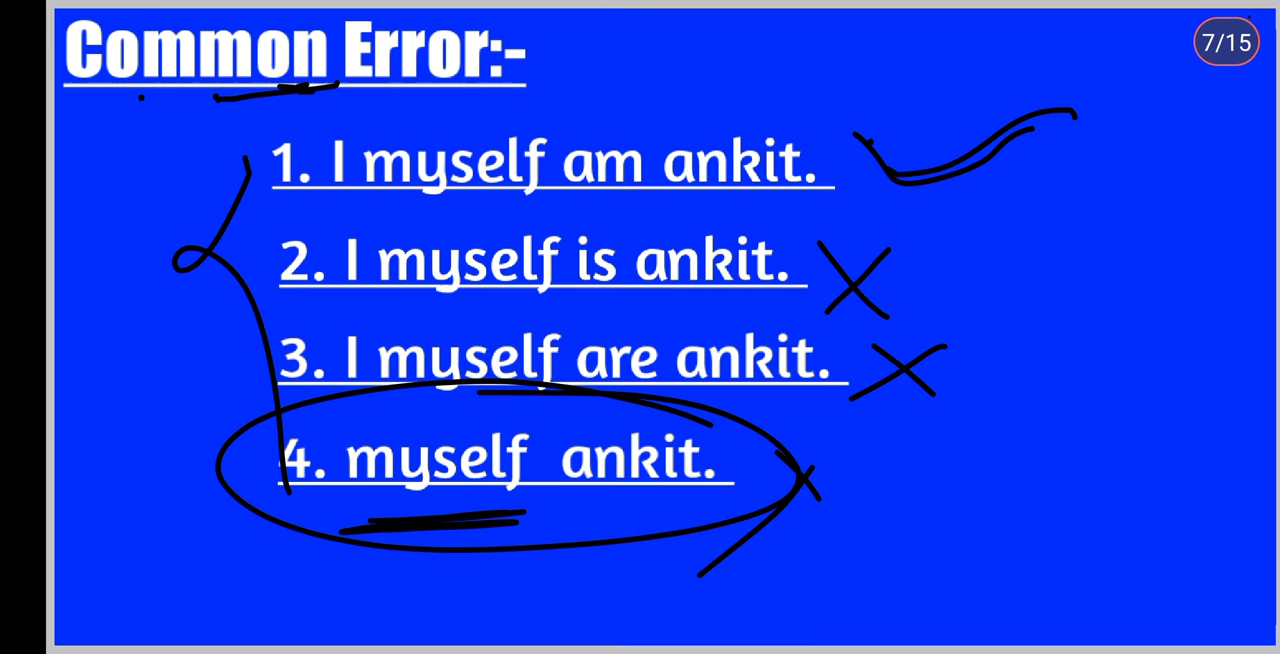 Common Error:-
7/15
1. I myself am ankit.
2. I myself is ankit.
3. I myself are ankit.
4. myself ankit.